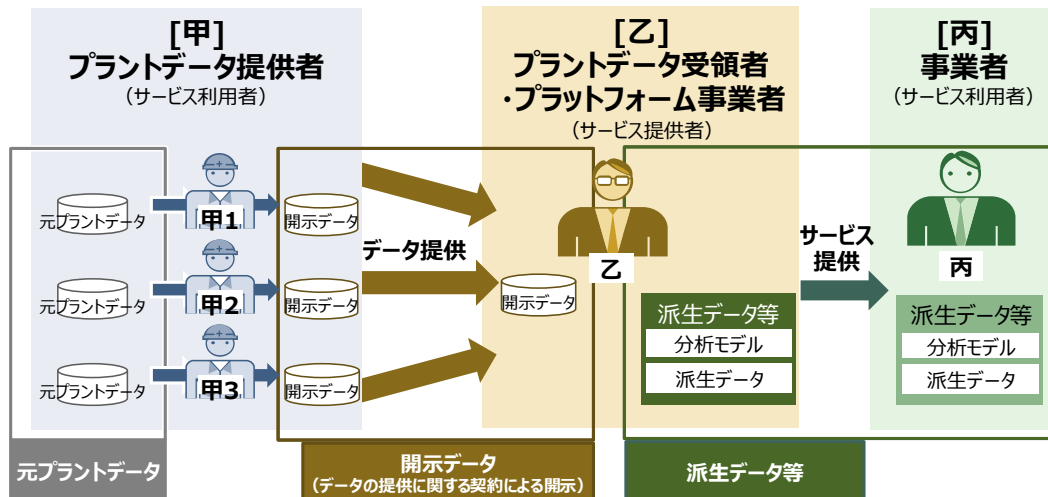 [甲]
プラントデータ提供者
（サービス利用者）
[乙]
プラントデータ受領者
・プラットフォーム事業者
（サービス提供者）
[丙]
事業者
（サービス利用者）
元プラントデータ
甲1
開示データ
元プラントデータ
甲2
開示データ
元プラントデータ
甲3
開示データ
データ提供
開示データ
乙
サービス
提供
丙
派生データ等
分析モデル
派生データ
派生データ等
分析モデル
派生データ
元プラントデータ
開示データ
（データの提供に関する契約による開示）
派生データ等